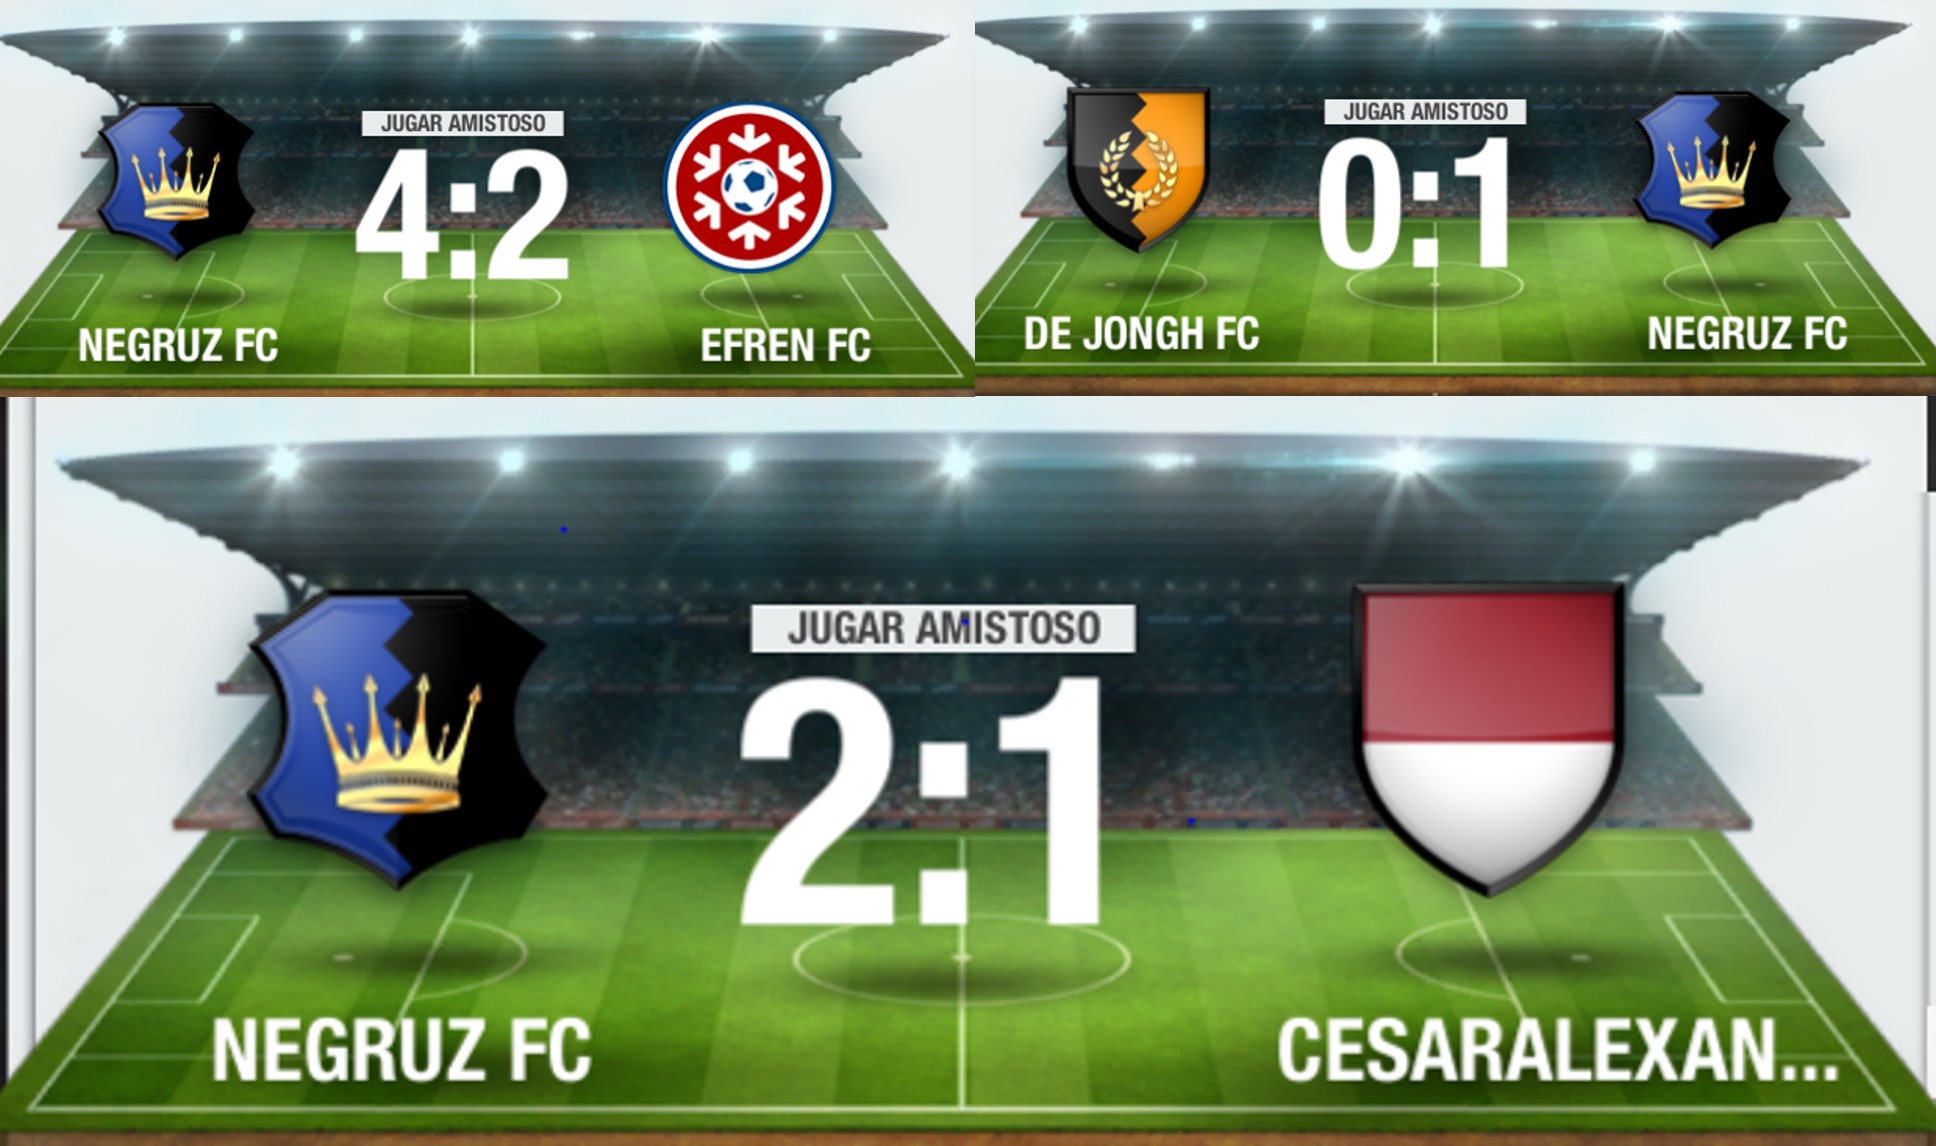 JUGAR AMISTOSO
4:2
NEGRUZ FC
EFREN FC
JUGAR AMISTOSO
0:1
DE JONGH FC
NEGRUZ FC
JUGAR AMISTOSO
2:1
NEGRUZ FC
CESARALEXAN...